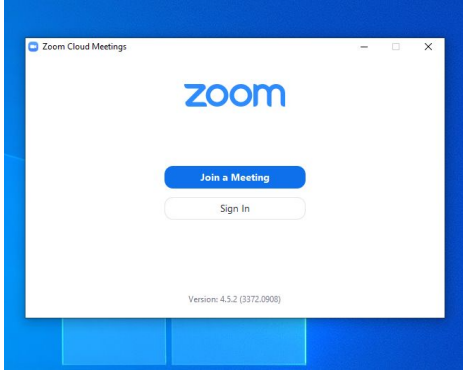 Zoom Cloud Meetings
zoom
Join a Meeting
Sign In
Version: 4.5.2 (3372.0908)